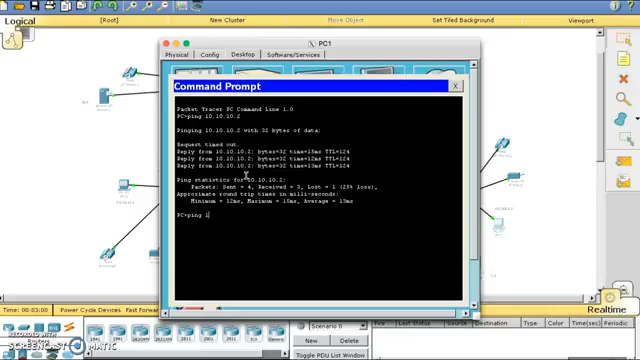 Logical
[Root]
New Cluster
Move Object
Set Tiled Background
Viewport
PC1
Physical
Config
Desktop
Software/Services
Command Prompt
X
Packet Tracer PC Command Line 1.0
PC>ping 10.10.10.2
Pinging 10.10.10.2 with 32 bytes of data:
Request timed out.
Reply from 10.10.10.2: bytes=32 time=15ms TTL=124
Reply from 10.10.10.2: bytes=32 time=12ms TTL=124
Reply from 10.10.10.2: bytes=32 time=13ms TTL=124
Ping statistics for 10.10.10.2:
Packets: Sent = 4, Received = 3, Lost = 1 (25% loss),
Approximate round trip times in milli-seconds:
Minimum = 12ms, Maximum = 15ms, Average = 13ms
PC>ping 1
Time: 00:03:00
Power Cycle Devices
Fast Forward
Realtime
RECORDED WITH
SCREENCAST MATIC
Routers
1841
1941
2811
Generic
Scenario 0
New
Delete
Toggle PDU List Window
Fire
Last Status
Source
Destination
Type
Color
Time(sec)
Periodic